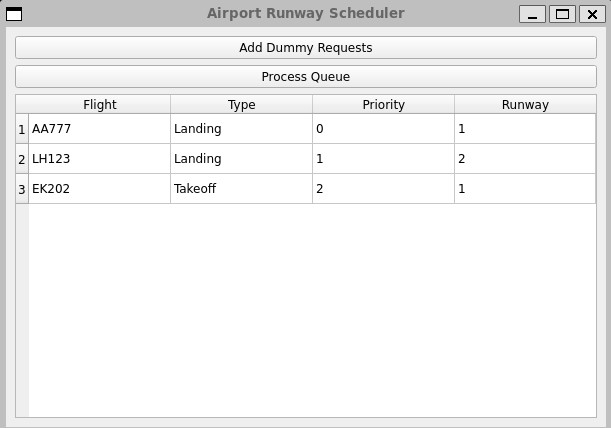 Airport Runway Scheduler
Add Dummy Requests
Process Queue
Flight Type Priority Runway
1 AA777 Landing 0 1
2 LH123 Landing 1 2
3 EK202 Takeoff 2 1